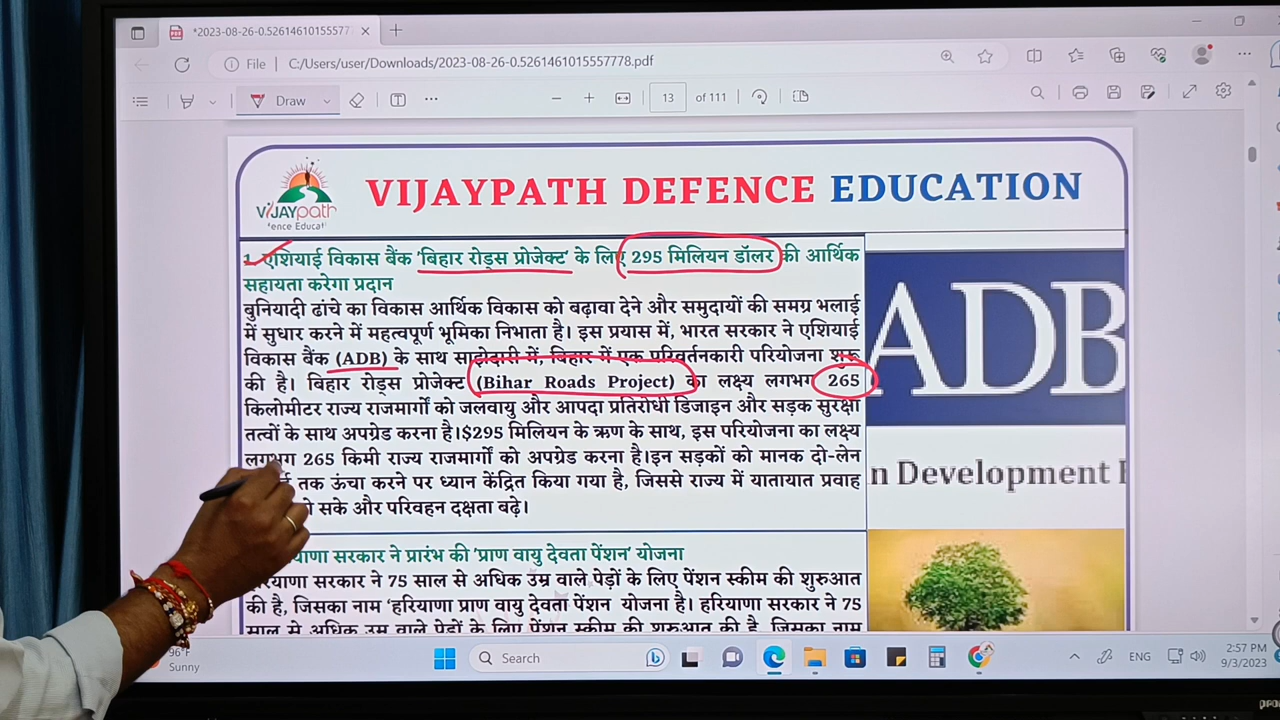 *2023-08-26-0.52614610155577
File C:/Users/user/Downloads/2023-08-26-0.5261461015557778.pdf
Draw 13 of 111
VIJAYpath
VIJAYPATH DEFENCE EDUCATION
1. एशियाई विकास बैंक 'बिहार रोड्स प्रोजेक्ट' के लिए 295 मिलियन डॉलर की आर्थिक
सहायता करेगा प्रदान
बुनियादी ढांचे का विकास आर्थिक विकास को बढ़ावा देने और समुदायों की समग्र भलाई
में सुधार करने में महत्वपूर्ण भूमिका निभाता है। इस प्रयास में, भारत सरकार ने एशियाई
विकास बैंक (ADB) के साथ साझेदारी में, बिहार में एक परिवर्तनकारी परियोजना शुरू
की है। बिहार रोड्स प्रोजेक्ट (Bihar Roads Project) का लक्ष्य लगभग 265
किलोमीटर राज्य राजमार्गों को जलवायु और आपदा प्रतिरोधी डिजाइन और सड़क सुरक्षा
तत्वों के साथ अपग्रेड करना है।$295 मिलियन के ऋण के साथ, इस परियोजना का लक्ष्य
लगभग 265 किमी राज्य राजमार्गों को अपग्रेड करना है।इन सड़कों को मानक दो-लेन
तक ऊंचा करने पर ध्यान केंद्रित किया गया है, जिससे राज्य में यातायात प्रवाह
सके और परिवहन दक्षता बढ़े।
ADB
n Development
सरकार ने प्रारंभ की 'प्राण वायु देवता पेंशन' योजना
सरकार ने 75 साल से अधिक उम्र वाले पेड़ों के लिए पेंशन स्कीम की शुरुआत
की है, जिसका नाम 'हरियाणा प्राण वायु देवता पेंशन योजना है। हरियाणा सरकार ने 75
साल से अधिक उम्र वाले पेड़ों के लिए पेंशन स्कीम की शुरुआत की है, जिसका नाम
96°F
Sunny
Search
ENG
2:57 PM
9/3/2023